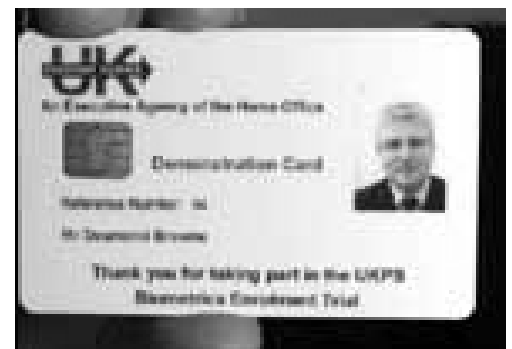 UK
An Executive Agency of the Home Office
Demonstration Card
Reference Number:
Mr Desmond Browne
Thank you for taking part in the UKPS
Biometrics Enrolment Trial